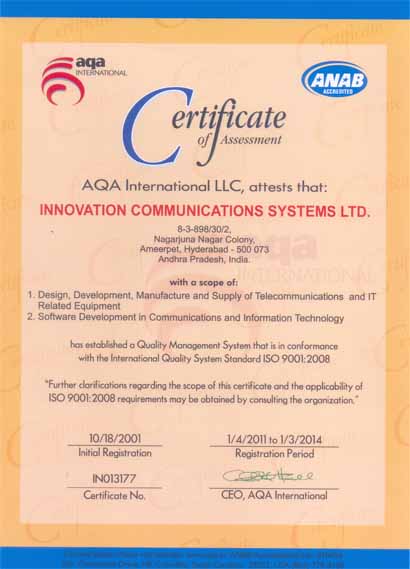 aqa
INTERNATIONAL
ANAB
ACCREDITED
Certificate
of Assessment
AQA International LLC, attests that:
INNOVATION COMMUNICATIONS SYSTEMS LTD.
8-3-898/30/2,
Nagarjuna Nagar Colony,
Ameerpet, Hyderabad - 500 073
Andhra Pradesh, India.
with a scope of:
1. Design, Development, Manufacture and Supply of Telecommunications and IT
Related Equipment
2. Software Development in Communications and Information Technology
has established a Quality Management System that is in conformance
with the International Quality System Standard ISO 9001:2008
"Further clarifications regarding the scope of this certificate and the applicability of
ISO 9001:2008 requirements may be obtained by consulting the organization."
10/18/2001
Initial Registration
1/4/2011 to 1/3/2014
Registration Period
IN013177
Certificate No.
CEO, AQA International